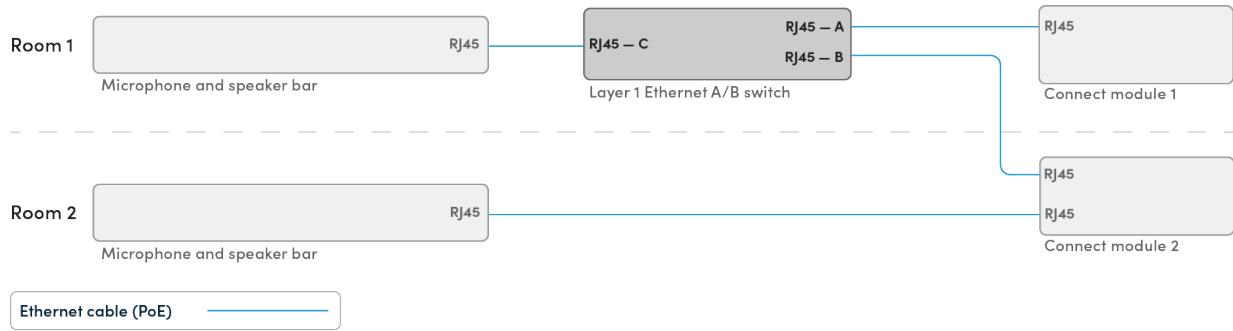 Room 1
RJ45
Microphone and speaker bar
RJ45 — C
RJ45 — A
RJ45 — B
Layer 1 Ethernet A/B switch
RJ45
Connect module 1
Room 2
RJ45
Microphone and speaker bar
RJ45
RJ45
Connect module 2
Ethernet cable (PoE)